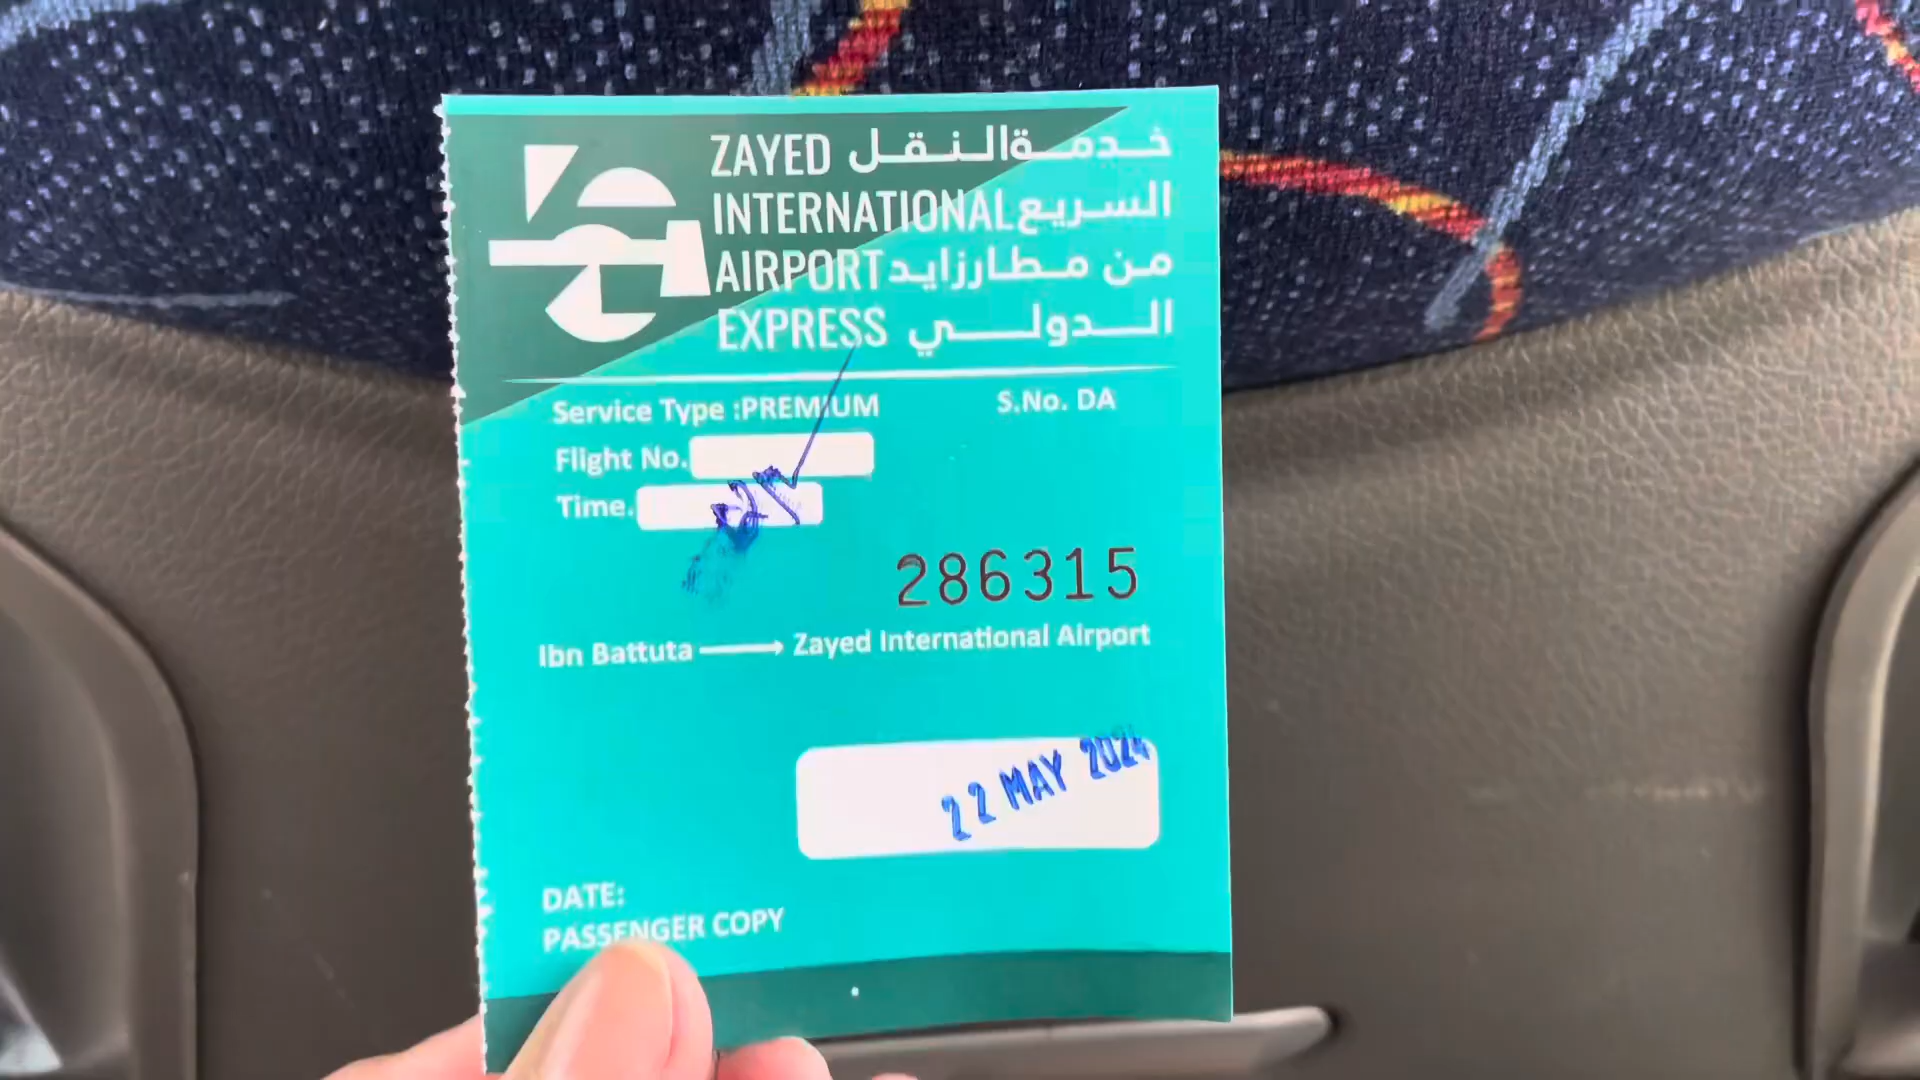 ZAYED خدمة النقل
INTERNATIONAL السريع
AIRPORT من مطار زايد
EXPRESS الدولي
Service Type :PREMIUM S.No. DA
Flight No.
Time.
286315
Ibn Battuta → Zayed International Airport
22 MAY 2024
DATE:
PASSENGER COPY